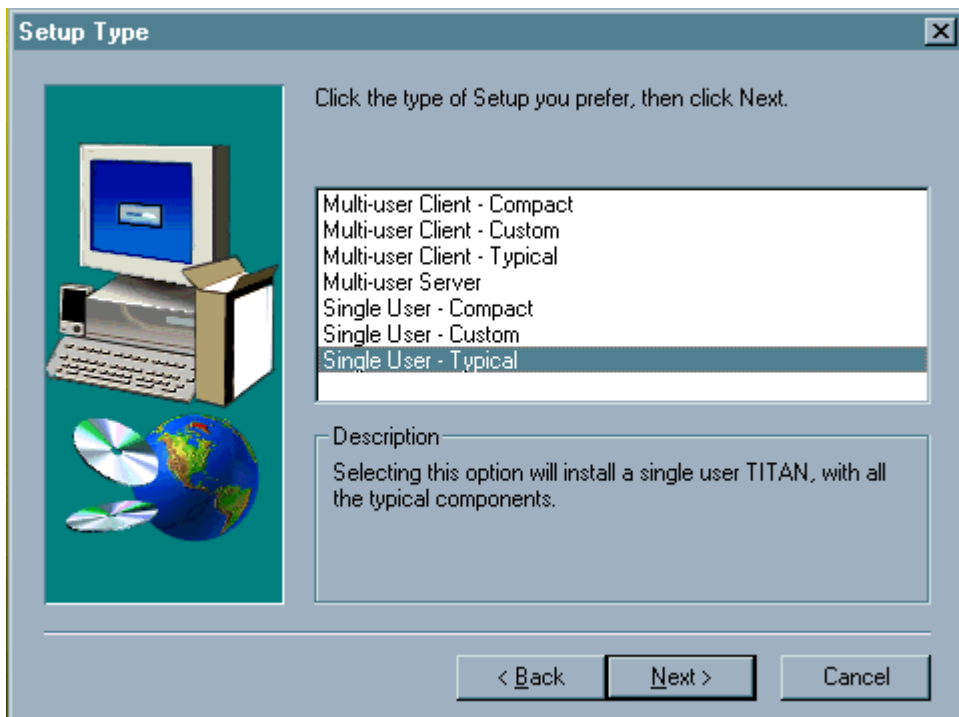 Setup Type
Click the type of Setup you prefer, then click Next.
Multi-user Client - Compact
Multi-user Client - Custom
Multi-user Client - Typical
Multi-user Server
Single User - Compact
Single User - Custom
Single User - Typical
Description
Selecting this option will install a single user TITAN, with all
the typical components.
< Back
Next >
Cancel